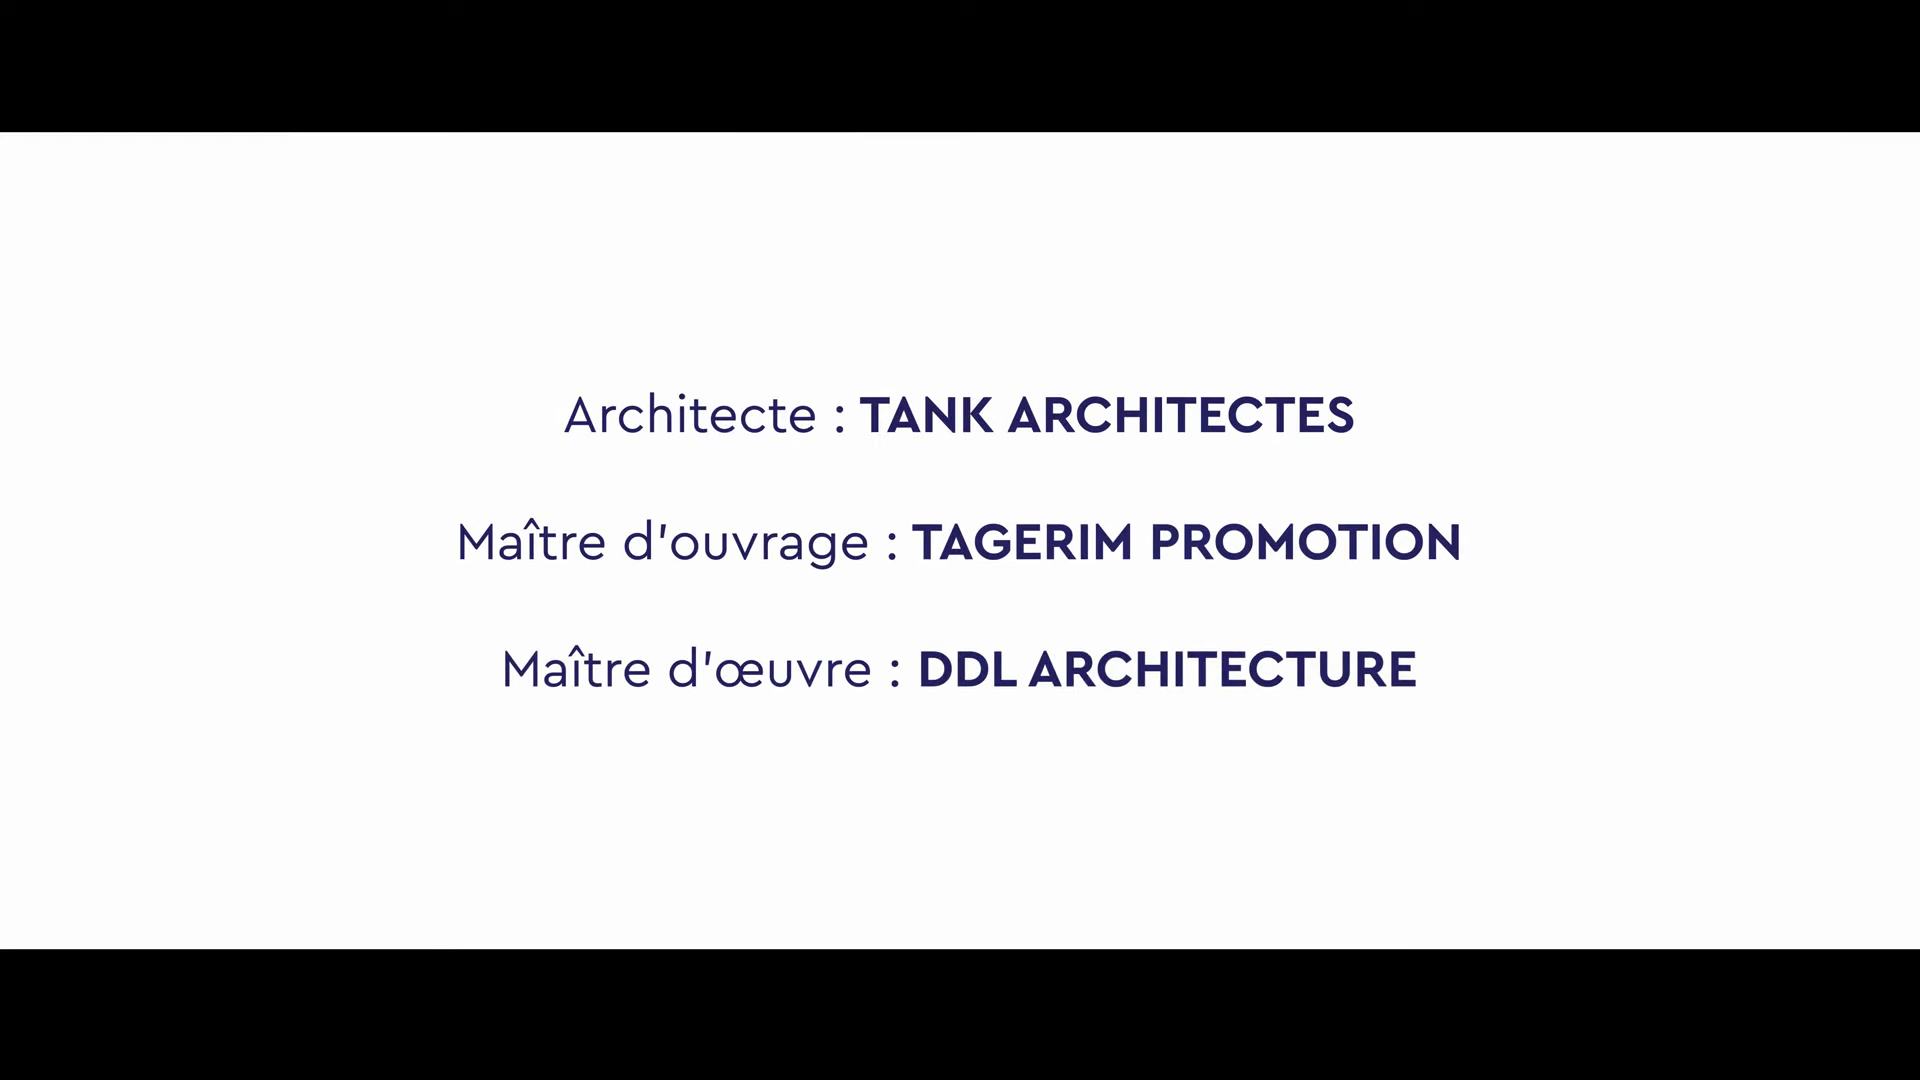 Architecte : TANK ARCHITECTES
Maître d'ouvrage : TAGERIM PROMOTION
Maître d'œuvre : DDL ARCHITECTURE